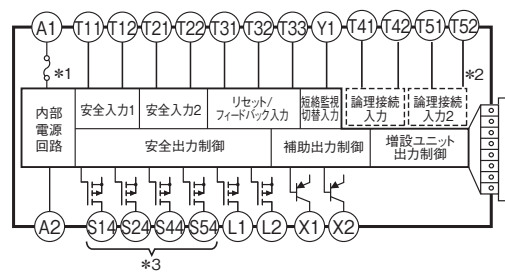 A1 T11 T12 T21 T22 T31 T32 T33 Y1 T41 T42 T51 T52
*1 *2
内部
電源
回路
安全入力1
安全入力2
リセット/
フィードバック入力
短絡監視
切替入力
論理接続
入力
論理接続
入力2
安全出力制御
補助出力制御
増設ユニット
出力制御
A2 S14 S24 S44 S54 L1 L2 X1 X2
*3